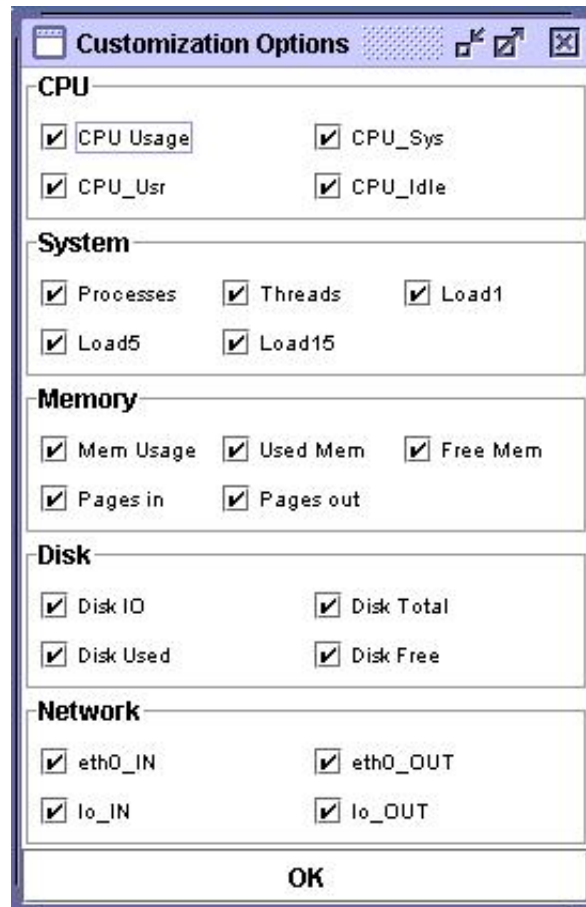 Customization Options
CPU
CPU Usage CPU_Sys
CPU_Usr CPU_Idle
System
Processes Threads Load1
Load5 Load15
Memory
Mem Usage Used Mem Free Mem
Pages in Pages out
Disk
Disk IO Disk Total
Disk Used Disk Free
Network
eth0_IN eth0_OUT
lo_IN lo_OUT
OK